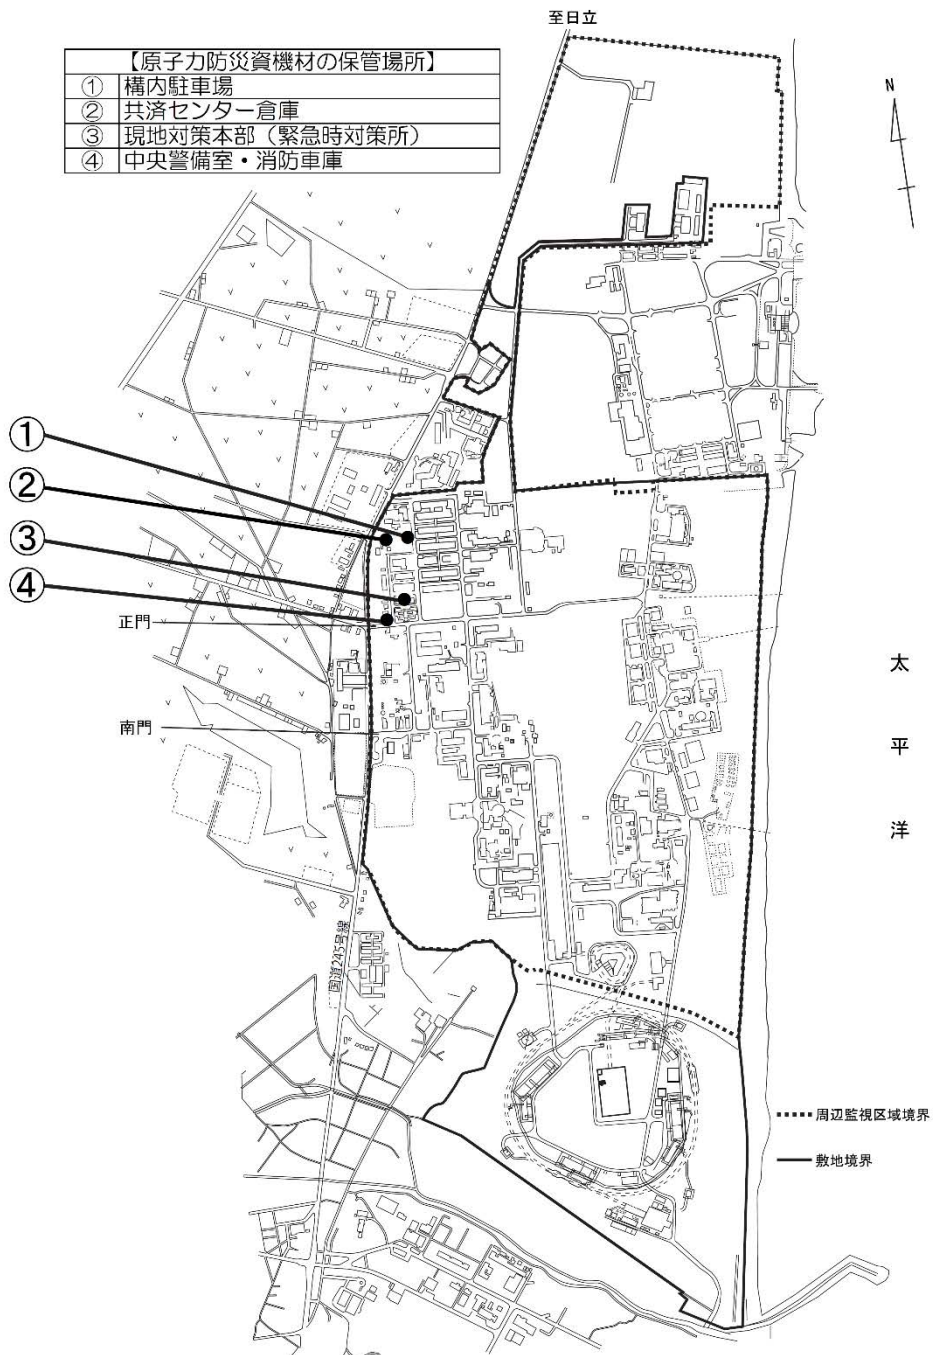 至日立
【原子力防災資機材の保管場所】
① 構内駐車場
② 共済センター倉庫
③ 現地対策本部（緊急時対策所）
④ 中央警備室・消防車庫
N
①
②
③
④
正門
南門
太平洋
国道245号線
周辺監視区域境界
敷地境界